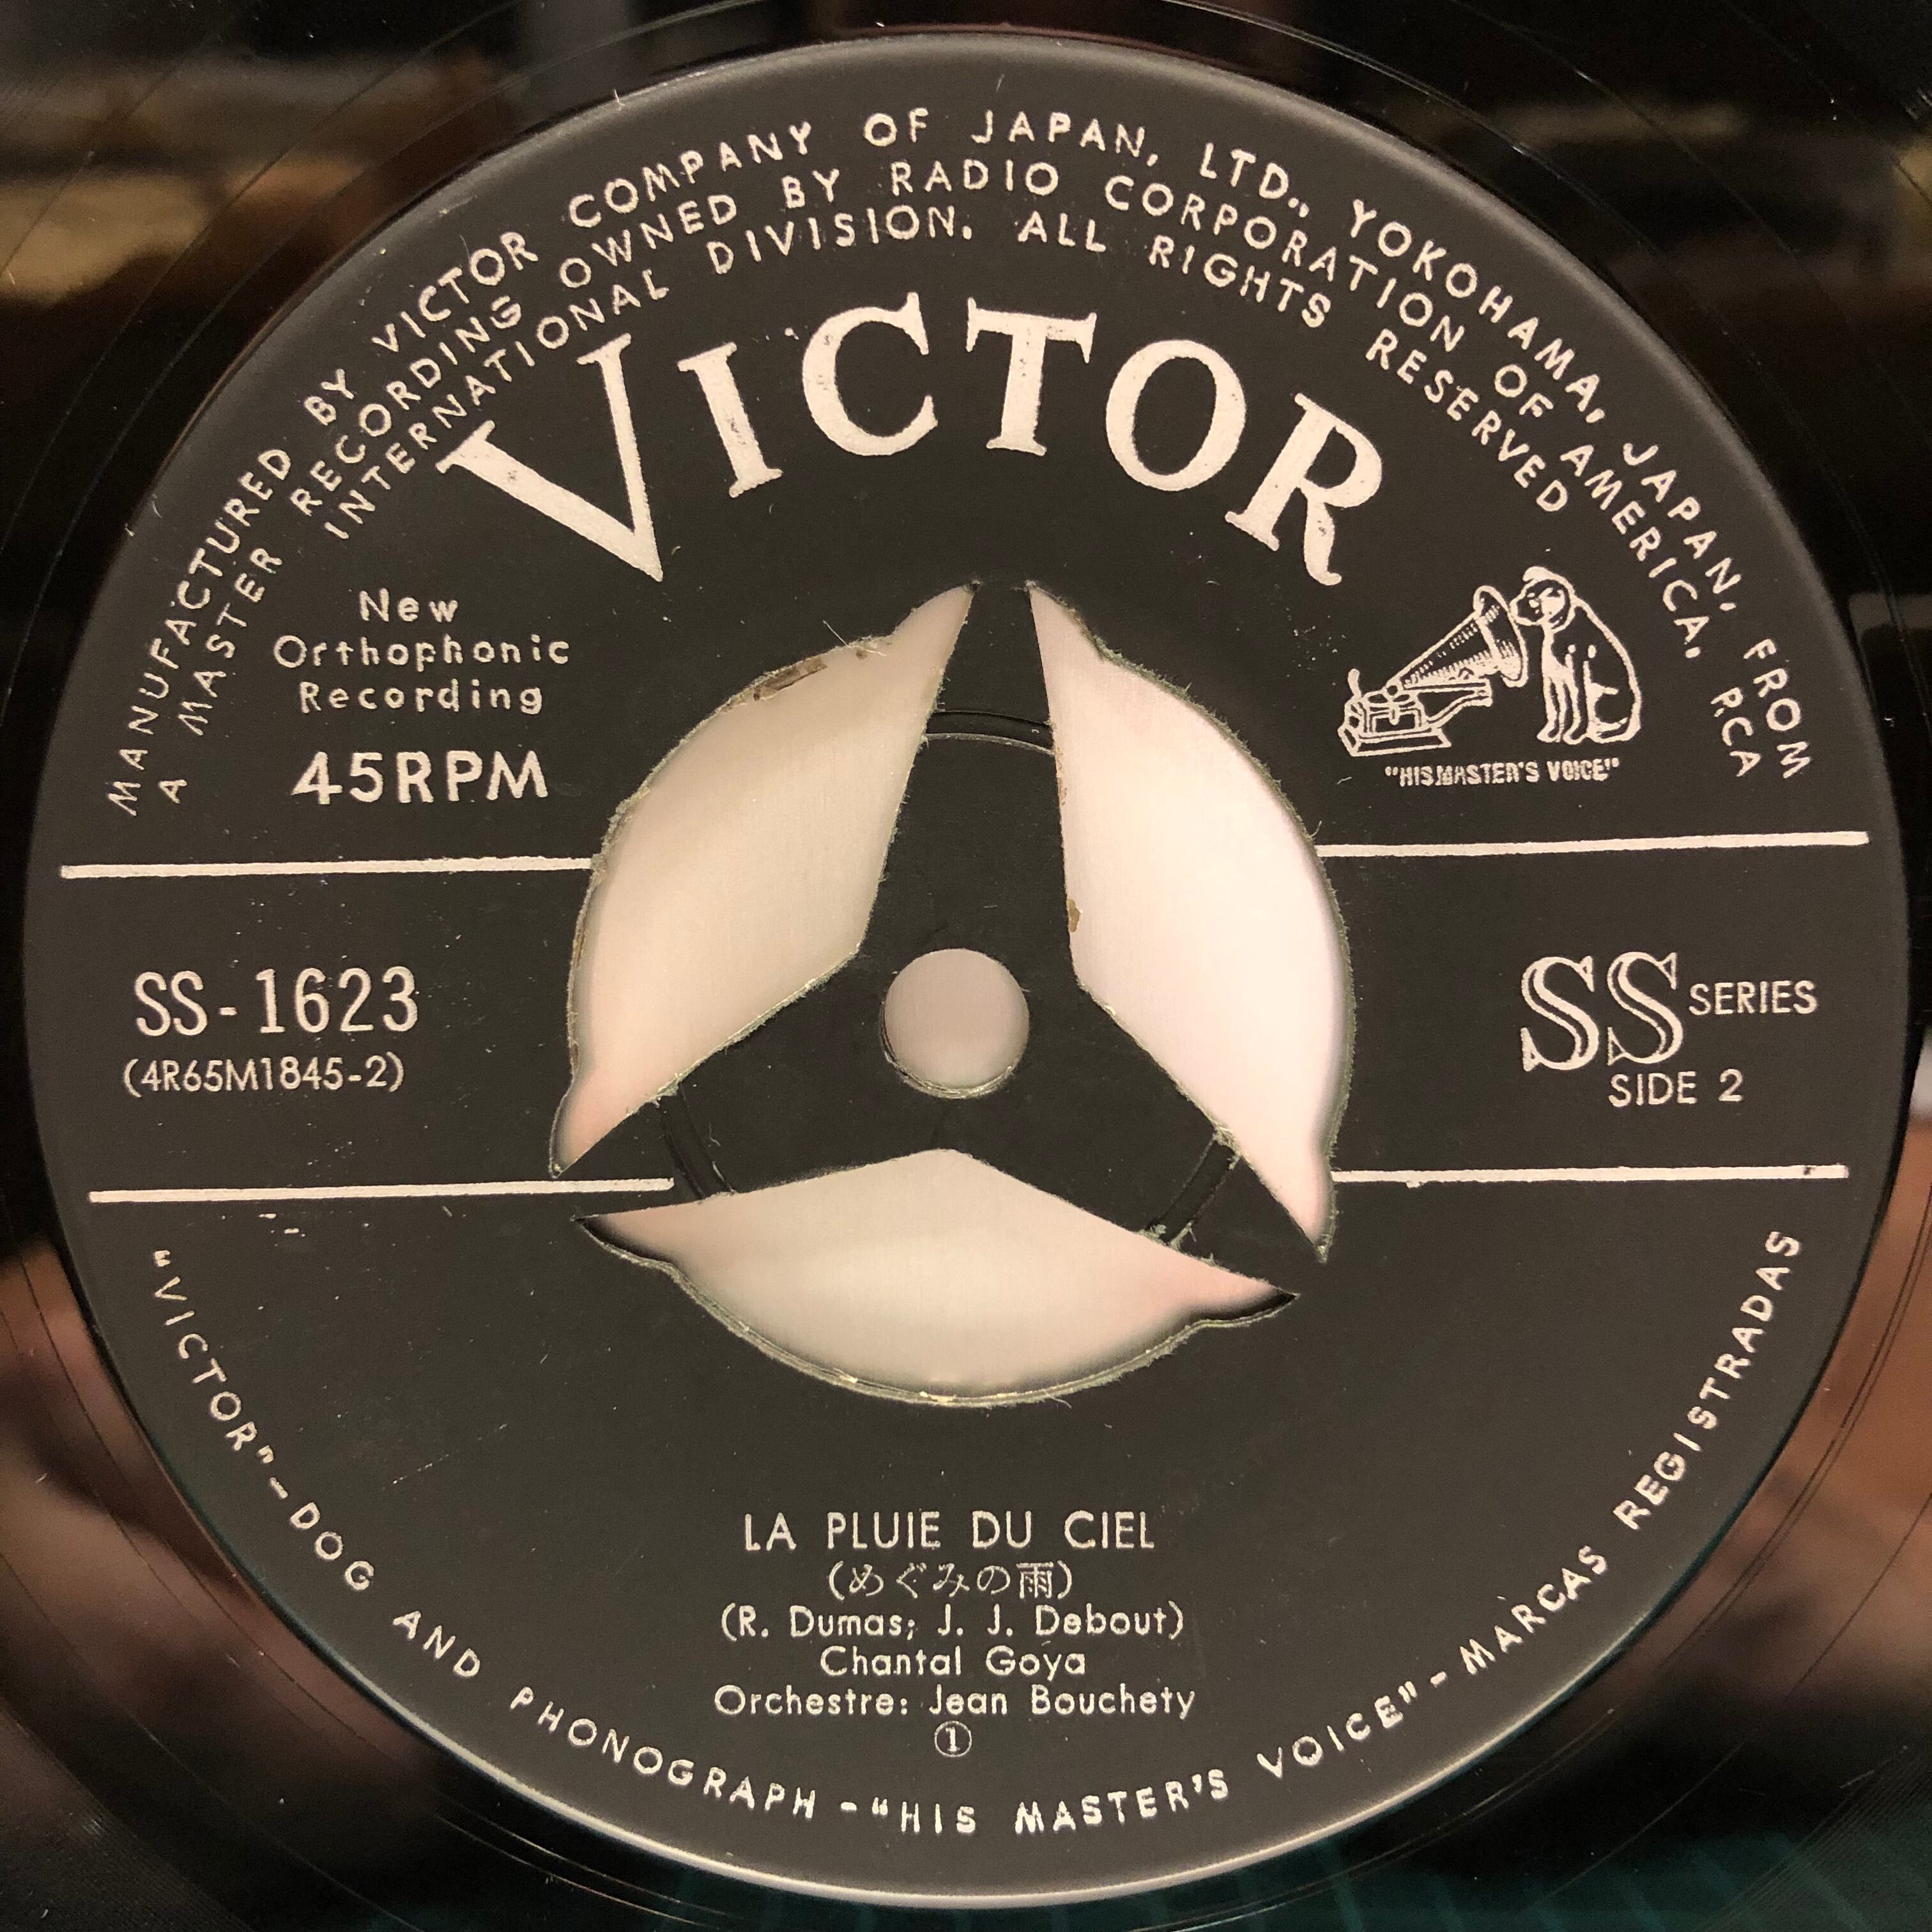 MANUFACTURED BY VICTOR COMPANY OF JAPAN, LTD., YOKOHAMA, JAPAN, FROM
A MASTER RECORDING OWNED BY RADIO CORPORATION OF AMERICA, RCA
INTERNATIONAL DIVISION. ALL RIGHTS RESERVED
VICTOR
New
Orthophonic
Recording
45RPM
"HIS MASTER'S VOICE"
SS-1623
(4R65M1845-2)
SS SERIES
SIDE 2
LA PLUIE DU CIEL
(めぐみの雨)
(R. Dumas; J. J. Debout)
Chantal Goya
Orchestre: Jean Bouchety
①
"VICTOR"-DOG AND PHONOGRAPH-"HIS MASTER'S VOICE"-MARCAS REGISTRADAS